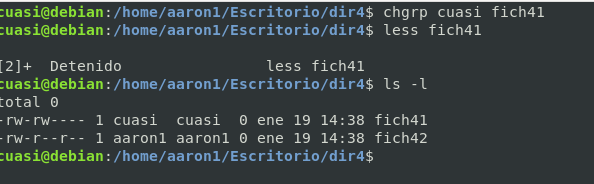 cuasi@debian:/home/aaron1/Escritorio/dir4$ chgrp cuasi fich41
cuasi@debian:/home/aaron1/Escritorio/dir4$ less fich41
[2]+  Detenido                less fich41
cuasi@debian:/home/aaron1/Escritorio/dir4$ ls -l
total 0
-rw-rw---- 1 cuasi  cuasi  0 ene 19 14:38 fich41
-rw-r--r-- 1 aaron1 aaron1 0 ene 19 14:38 fich42
cuasi@debian:/home/aaron1/Escritorio/dir4$